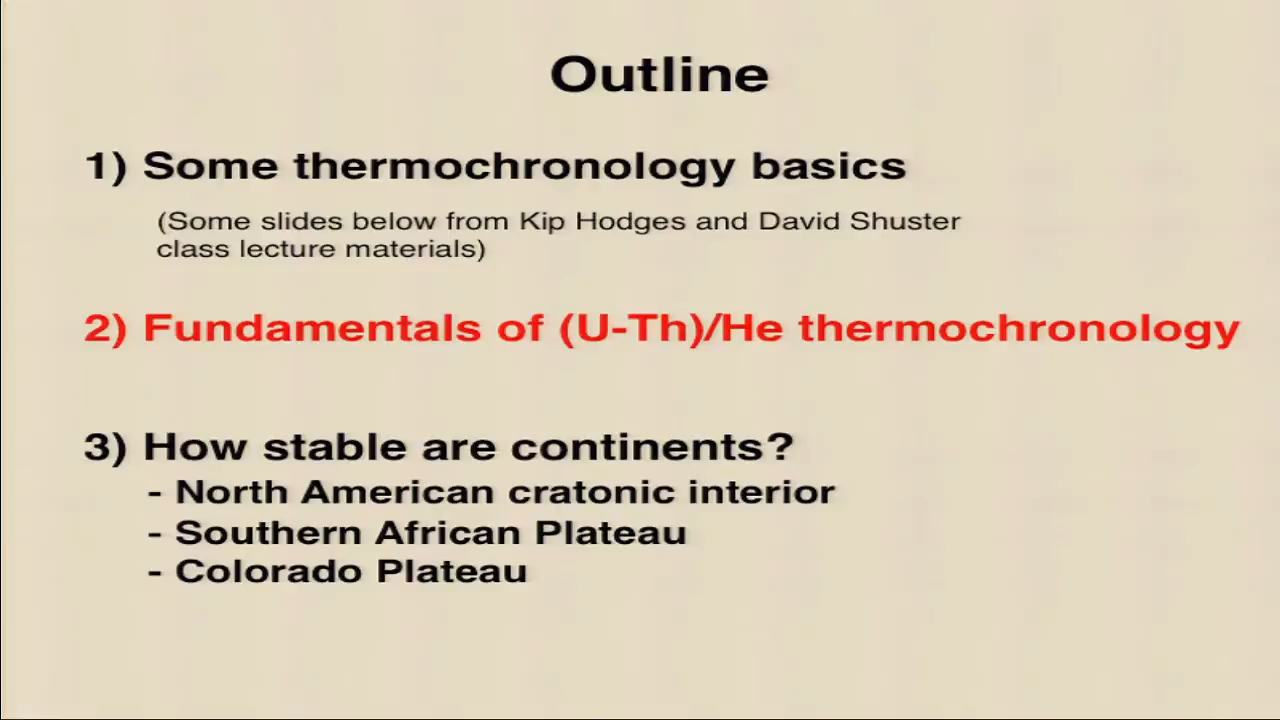 Outline
1) Some thermochronology basics
(Some slides below from Kip Hodges and David Shuster
class lecture materials)
2) Fundamentals of (U-Th)/He thermochronology
3) How stable are continents?
- North American cratonic interior
- Southern African Plateau
- Colorado Plateau